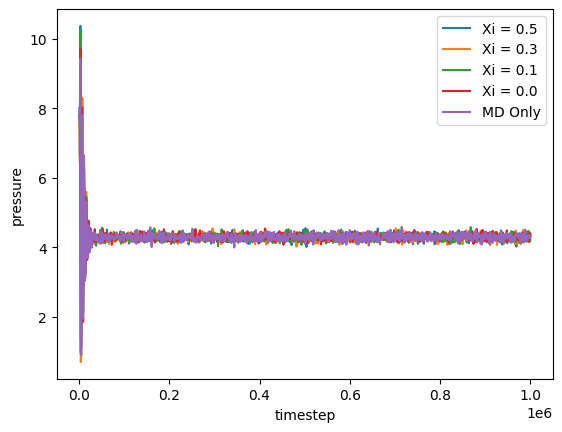 Xi = 0.5
Xi = 0.3
Xi = 0.1
Xi = 0.0
MD Only
pressure
10
8
6
4
2
0.0 0.2 0.4 0.6 0.8 1.0
1e6
timestep